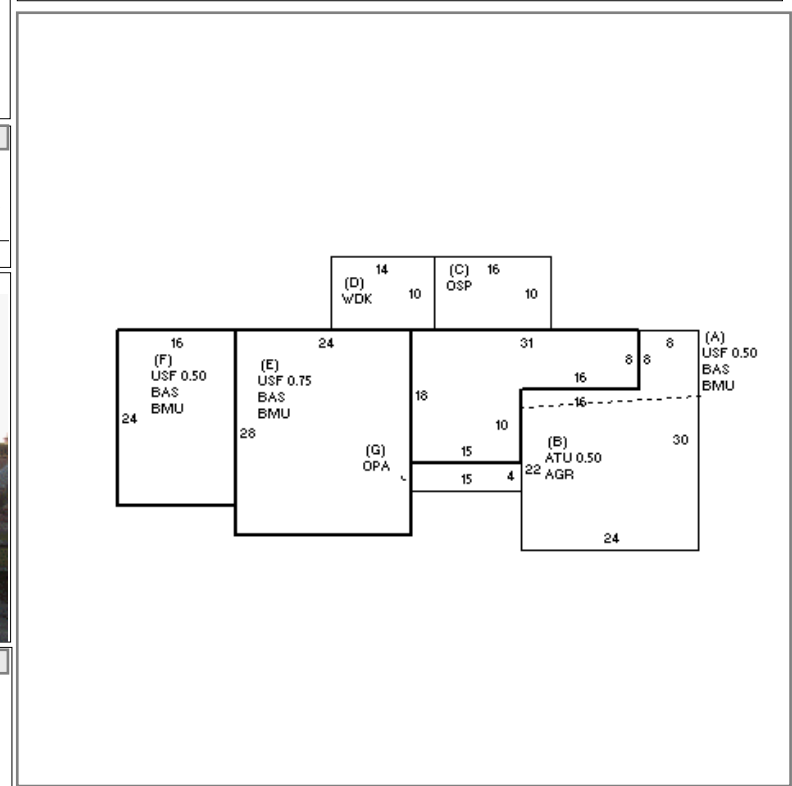 14
(D)
WDK
10
(C) 16
OSP
10
16
(F)
USF 0.50
BAS
BMU
24
24
(E)
USF 0.75
BAS
BMU
28
31
18
16
8
8
8
16
10
15
(G)
OPA
15
4
(A)
USF 0.50
BAS
BMU
30
(B)
ATU 0.50
22 AGR
24